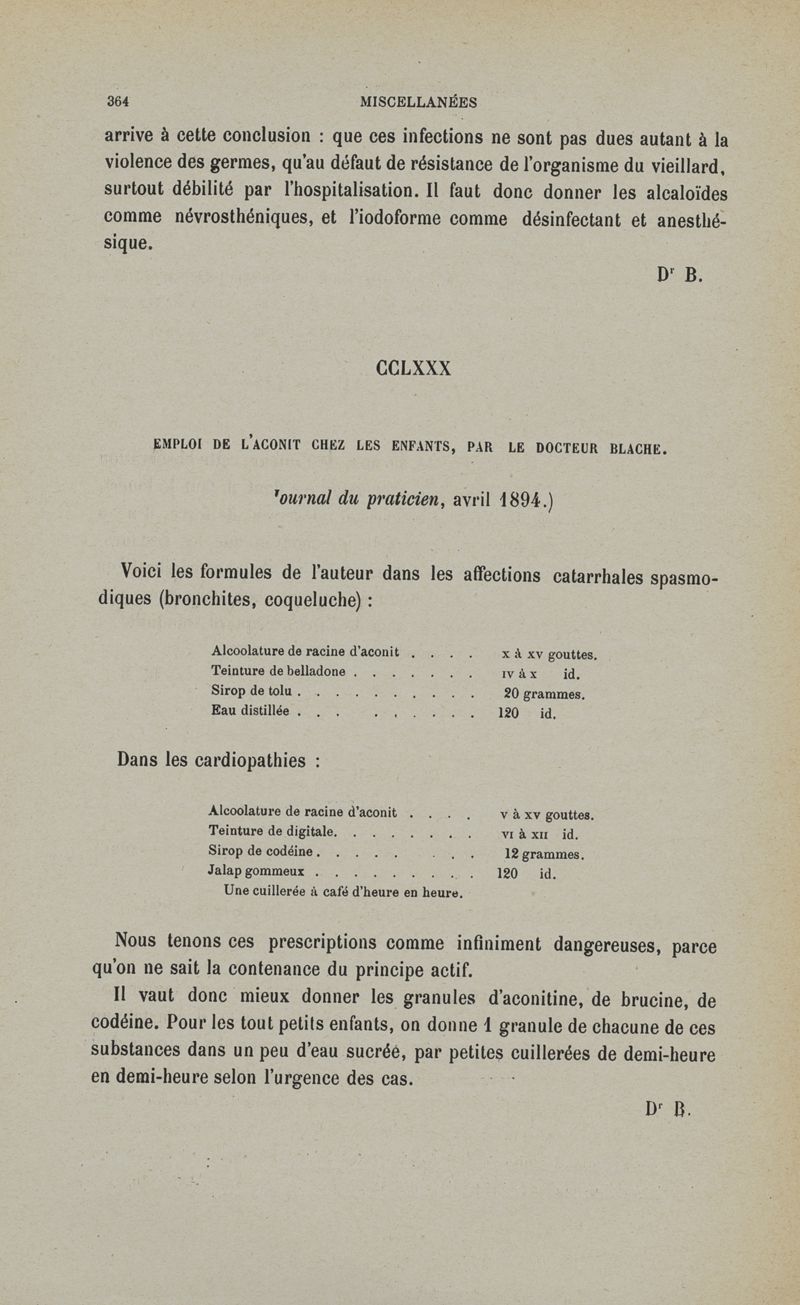 364 MISCELLANÉES
arrive à cette conclusion : que ces infections ne sont pas dues autant à la
violence des germes, qu'au défaut de résistance de l'organisme du vieillard,
surtout débilité par l'hospitalisation. Il faut donc donner les alcaloïdes
comme névrosthéniques, et l'iodoforme comme désinfectant et anesthé-
sique.
Dr B.
CCLXXX
EMPLOI DE L'ACONIT CHEZ LES ENFANTS, PAR LE DOCTEUR BLACHE.
'ournal du praticien, avril 1894.)
Voici les formules de l'auteur dans les affections catarrhales spasmo-
diques (bronchites, coqueluche) :
Alcoolature de racine d'aconit . . . . x à xv gouttes.
Teinture de belladone . . . . . . . iv à x id.
Sirop de tolu . . . . . . . . . . 20 grammes.
Eau distillée . . . . . . . . . 120 id.
Dans les cardiopathies :
Alcoolature de racine d'aconit . . . . v à xv gouttes.
Teinture de digitale. . . . . . . . vi à xii id.
Sirop de codéine . . . . . . . . 12 grammes.
Jalap gommeux . . . . . . . . . 120 id.
Une cuillerée à café d'heure en heure.
Nous tenons ces prescriptions comme infiniment dangereuses, parce
qu'on ne sait la contenance du principe actif.
Il vaut donc mieux donner les granules d'aconitine, de brucine, de
codéine. Pour les tout petits enfants, on donne 1 granule de chacune de ces
substances dans un peu d'eau sucrée, par petites cuillerées de demi-heure
en demi-heure selon l'urgence des cas.
Dr B.